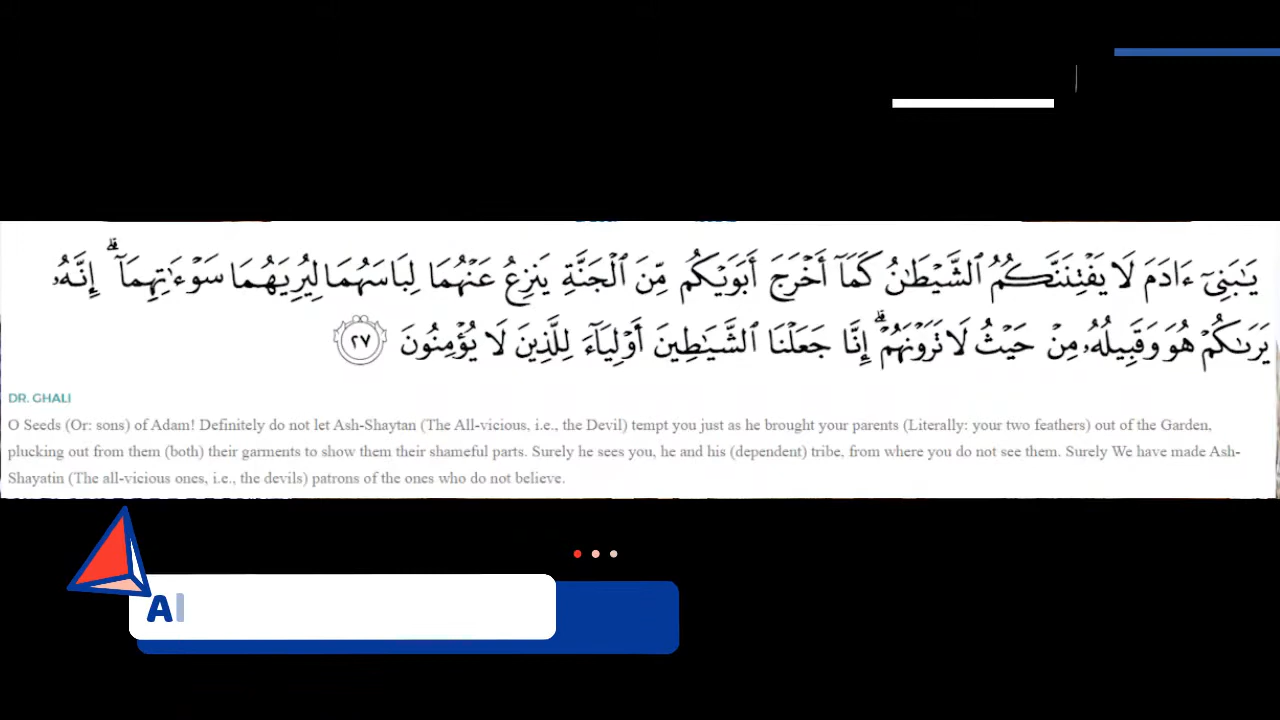 يَـٰبَنِىٓ ءَادَمَ لَا يَفْتِنَنَّكُمُ ٱلشَّيْطَـٰنُ كَمَآ أَخْرَجَ أَبَوَيْكُم مِّنَ ٱلْجَنَّةِ يَنزِعُ عَنْهُمَا لِبَاسَهُمَا لِيُرِيَهُمَا سَوْءَٰتِهِمَآ ۗ إِنَّهُۥ
يَرَىٰكُمْ هُوَ وَقَبِيلُهُۥ مِنْ حَيْثُ لَا تَرَوْنَهُمْ ۗ إِنَّا جَعَلْنَا ٱلشَّيَـٰطِينَ أَوْلِيَآءَ لِلَّذِينَ لَا يُؤْمِنُونَ ٢٧
DR. GHALI
O Seeds (Or: sons) of Adam! Definitely do not let Ash-Shaytan (The All-vicious, i.e., the Devil) tempt you just as he brought your parents (Literally: your two feathers) out of the Garden,
plucking out from them (both) their garments to show them their shameful parts. Surely he sees you, he and his (dependent) tribe, from where you do not see them. Surely We have made Ash-
Shayatin (The all-vicious ones, i.e., the devils) patrons of the ones who do not believe.
Al